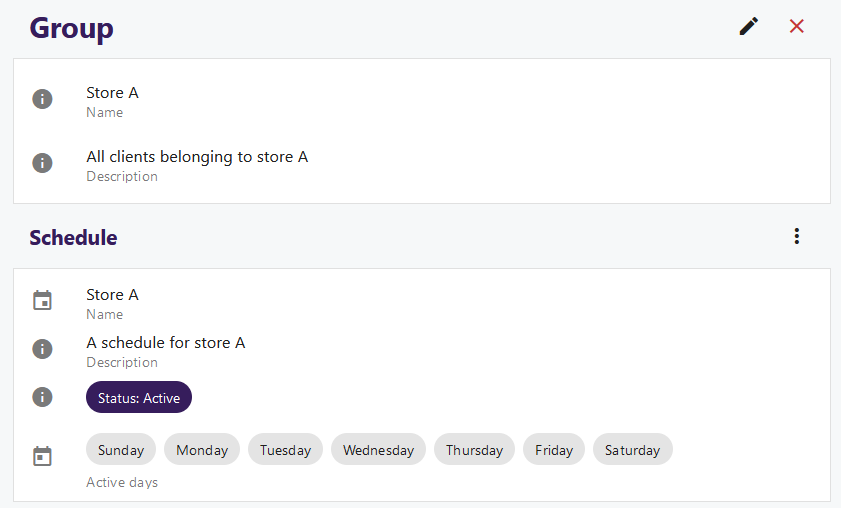 Group
Store A
Name
All clients belonging to store A
Description
Schedule
Store A
Name
A schedule for store A
Description
Status: Active
Sunday Monday Tuesday Wednesday Thursday Friday Saturday
Active days